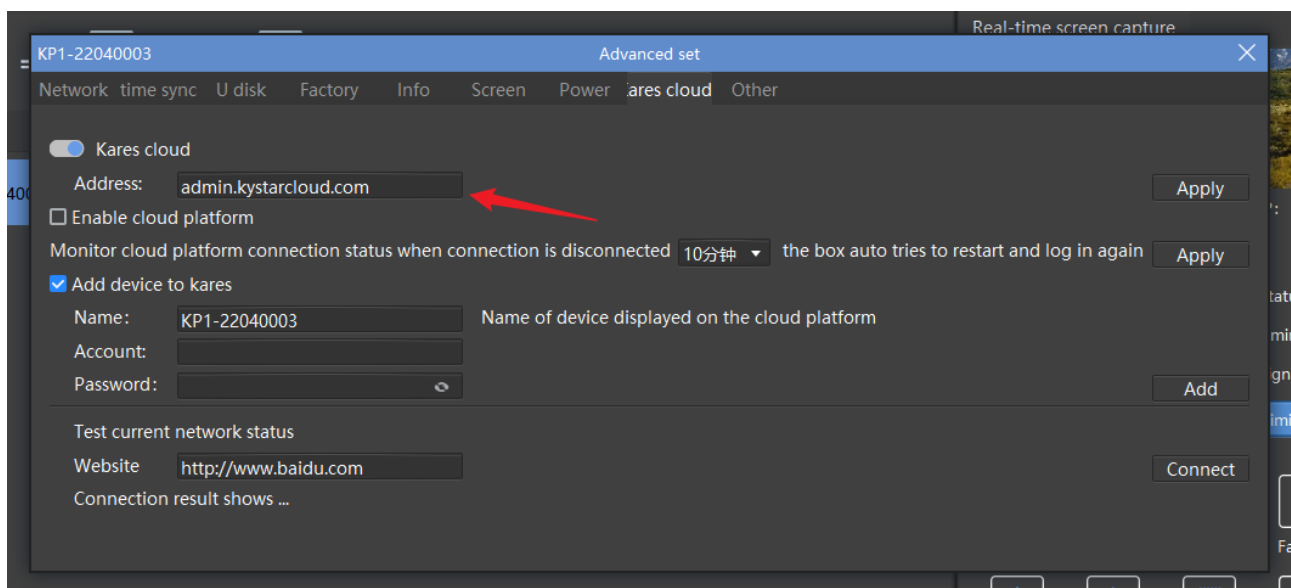 Real-time screen capture
KP1-22040003 Advanced set
Network time sync U disk Factory Info Screen Power ares cloud Other
Kares cloud
Address: admin.kystarcloud.com Apply
Enable cloud platform
Monitor cloud platform connection status when connection is disconnected 10分钟 the box auto tries to restart and log in again Apply
Add device to kares
Name: KP1-22040003 Name of device displayed on the cloud platform
Account:
Password:
Add
Test current network status
Website http://www.baidu.com Connect
Connection result shows ...